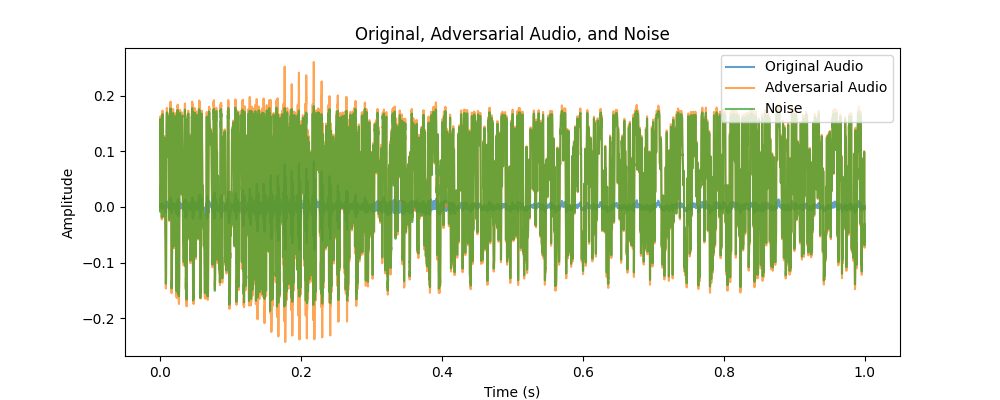 Original, Adversarial Audio, and Noise
Original Audio
Adversarial Audio
Noise
Amplitude
0.2
0.1
0.0
−0.1
−0.2
0.0
0.2
0.4
0.6
0.8
1.0
Time (s)